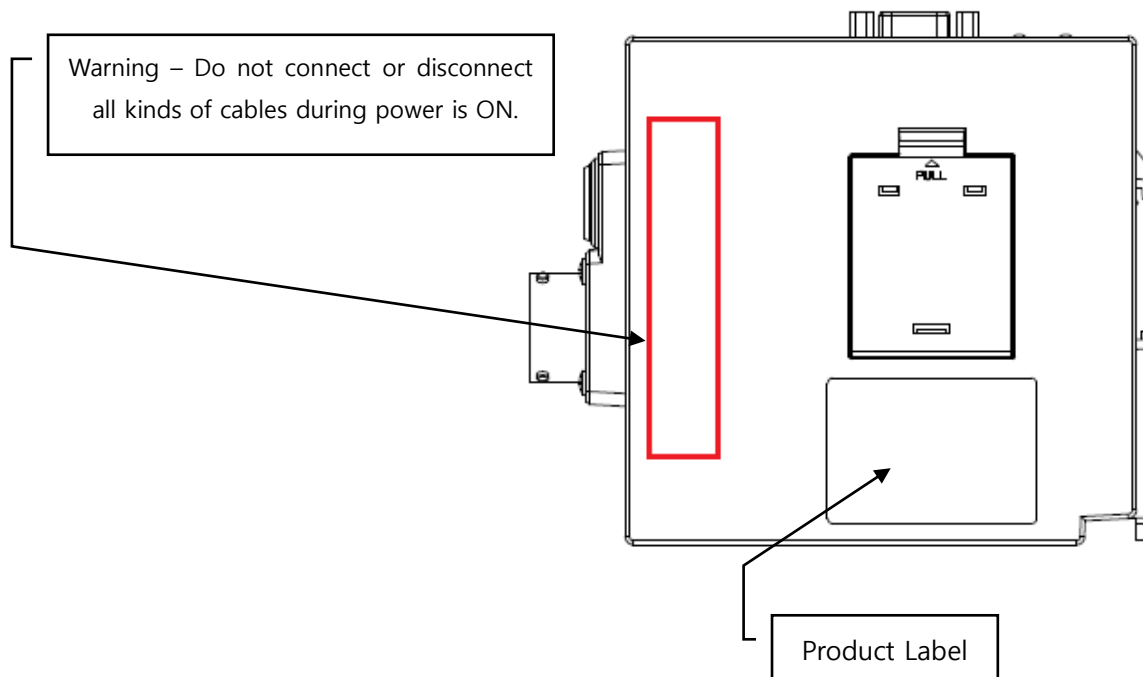 Warning – Do not connect or disconnect
all kinds of cables during power is ON.
PULL
Product Label